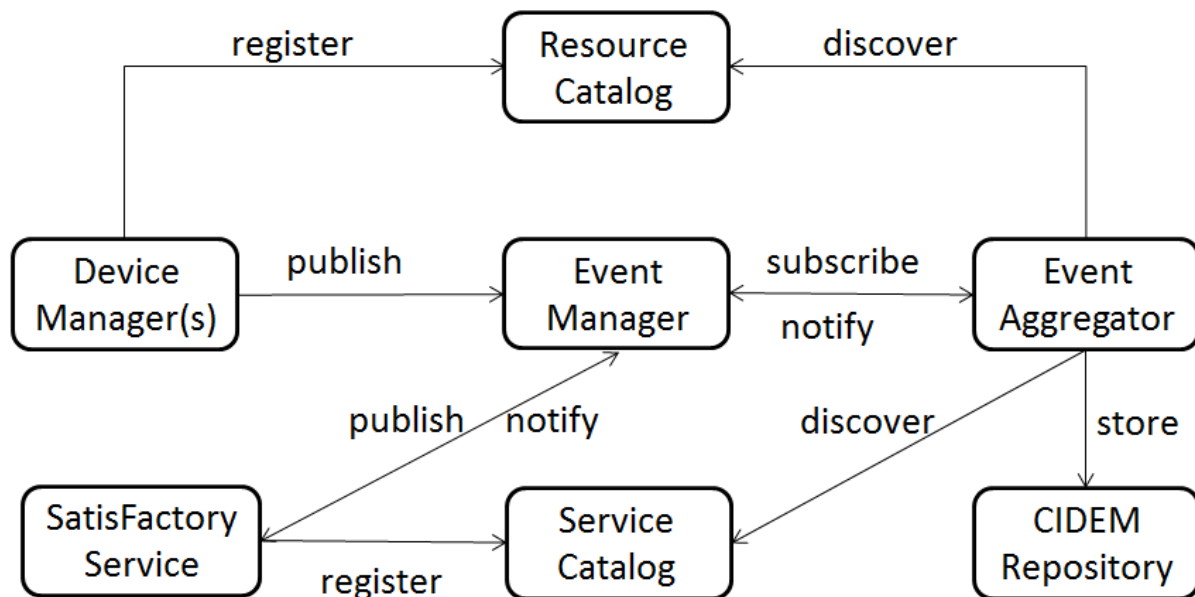 register
Resource
Catalog
discover
Device
Manager(s)
publish
Event
Manager
subscribe
notify
Event
Aggregator
publish
notify
discover
store
SatisFactory
Service
register
Service
Catalog
CIDEM
Repository